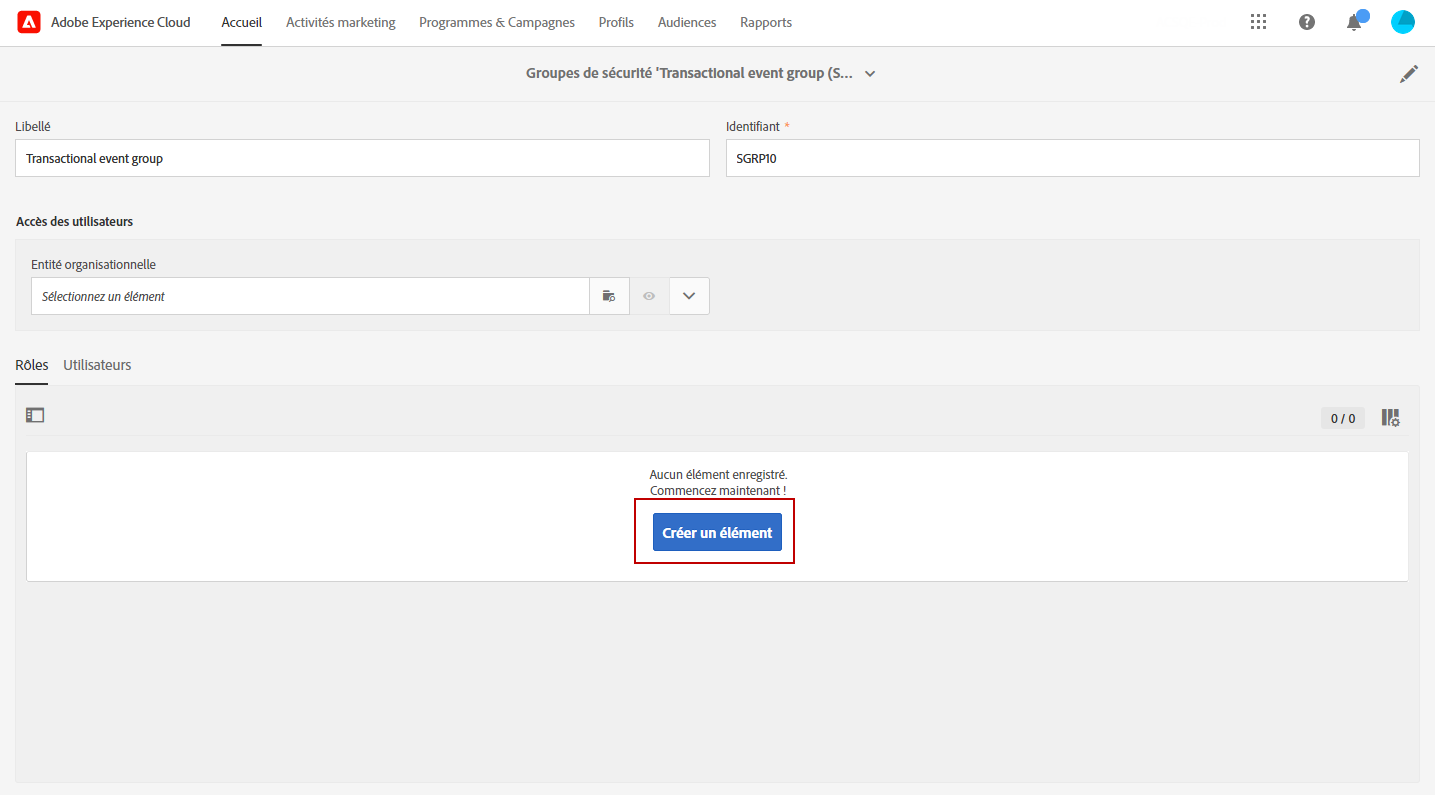 Adobe Experience Cloud Accueil Activités marketing Programmes & Campagnes Profils Audiences Rapports
Groupes de sécurité 'Transactional event group (S...
Libellé
Identifiant *
Transactional event group
SGRP10
Accès des utilisateurs
Entité organisationnelle
Sélectionnez un élément
Rôles Utilisateurs
0 / 0
Aucun élément enregistré.
Commencez maintenant !
Créer un élément